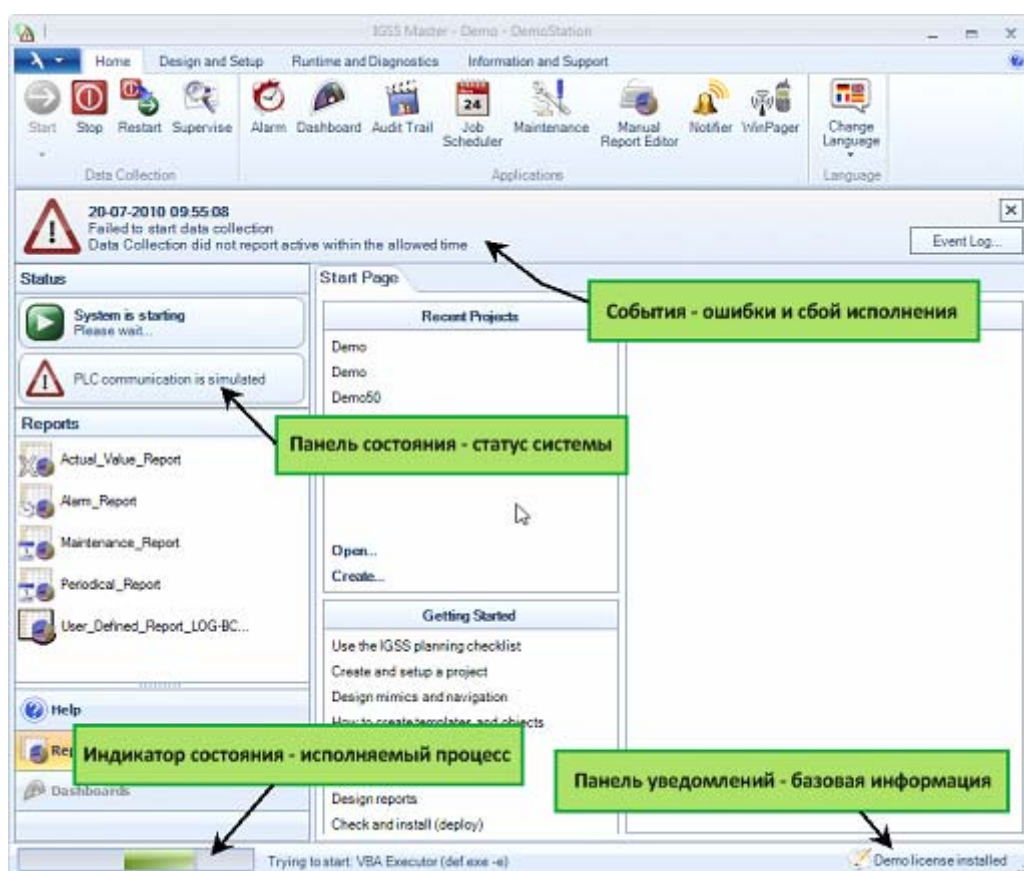 IGSS Master - Demo - DemoStation
Home Design and Setup Runtime and Diagnostics Information and Support
Start Stop Restart Supervise Alarm Dashboard Audit Trail Job Scheduler Maintenance Manual Report Editor Notifier WinPager Change Language
24
Data Collection Applications Language
20-07-2010 09:55:08
Failed to start data collection
Data Collection did not report active within the allowed time
Event Log...
Status
System is starting
Please wait...
PLC communication is simulated
Reports
Actual_Value_Report
Alarm_Report
Maintenance_Report
Periodical_Report
User_Defined_Report_LOG-BC...
Help
Rep
Dashboards
Start Page
Recent Projects
Demo
Demo
Demo50
Open...
Create...
Getting Started
Use the IGSS planning checklist
Create and setup a project
Design mimics and navigation
How to create templates and objects
Design reports
Check and install (deploy)
События - ошибки и сбой исполнения
Панель состояния - статус системы
Индикатор состояния - исполняемый процесс
Панель уведомлений - базовая информация
Trying to start: VBA Executor (def.exe -e)
Demo license installed